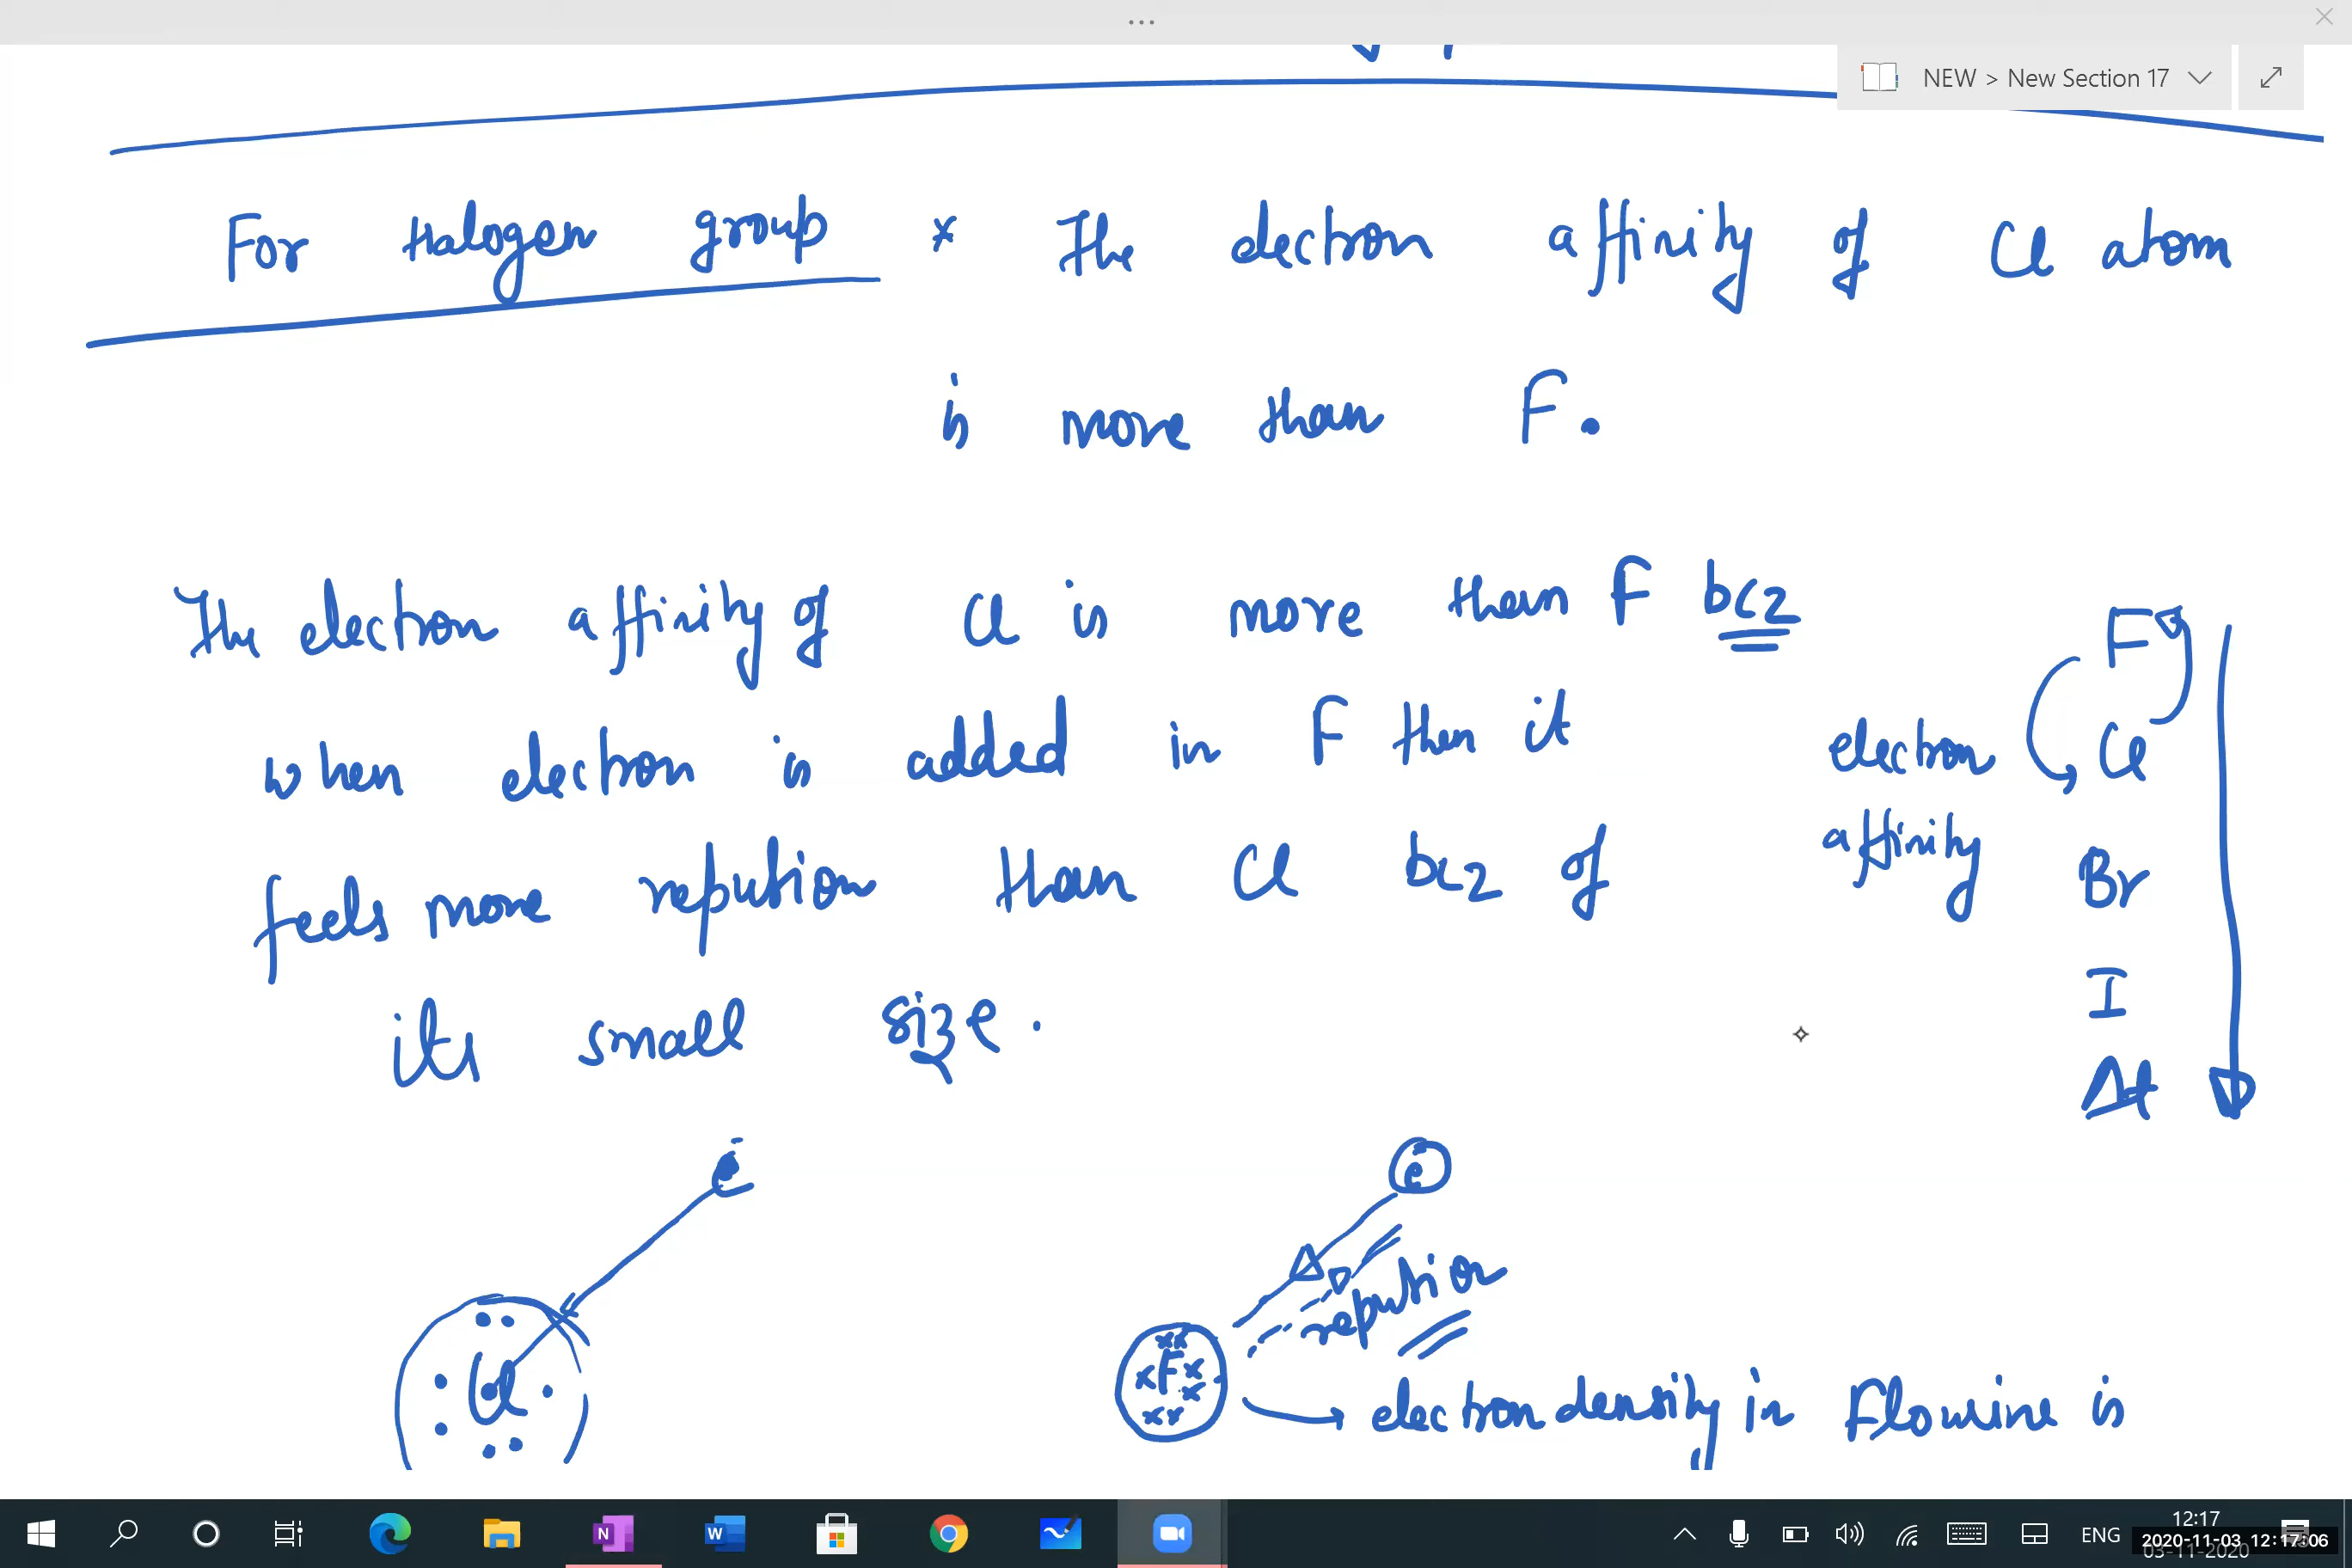 NEW > New Section 17
For Halogen group * The electron affinity of Cl atom
is more than F.
The electron affinity of Cl is more than F bcz
when electron is added in F then it
feels more repulsion than Cl bcz of
its small size.
F
Cl
Br
I
At
electron
affinity
e-
e-
repulsion
Cl
F
electron density in Flourine is
ENG
12:17
03-11-2020
2020-11-03 12:17:06